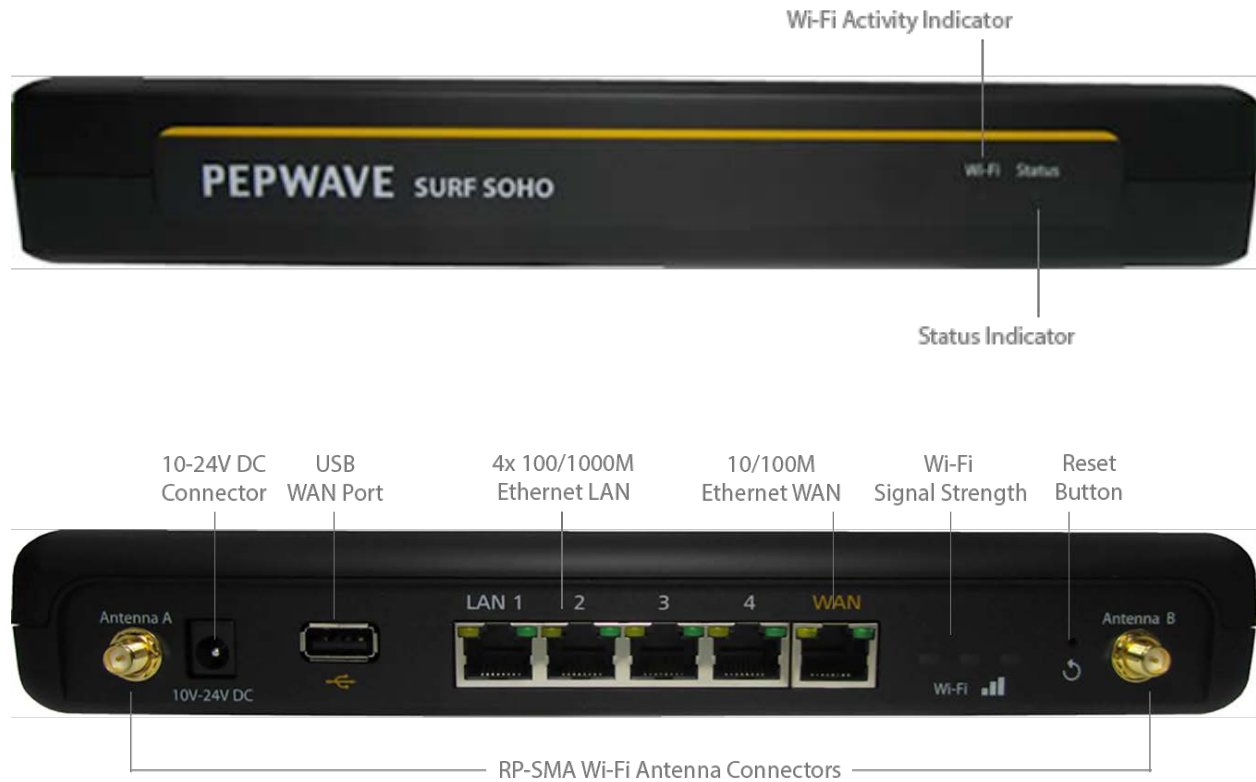 Wi-Fi Activity Indicator
PEPWAVE SURF SOHO
Wi-Fi Status
Status Indicator
10-24V DC
Connector
USB
WAN Port
4x 100/1000M
Ethernet LAN
10/100M
Ethernet WAN
Wi-Fi
Signal Strength
Reset
Button
LAN 1 2 3 4 WAN
Antenna A
Antenna B
10V-24V DC
Wi-Fi
RP-SMA Wi-Fi Antenna Connectors